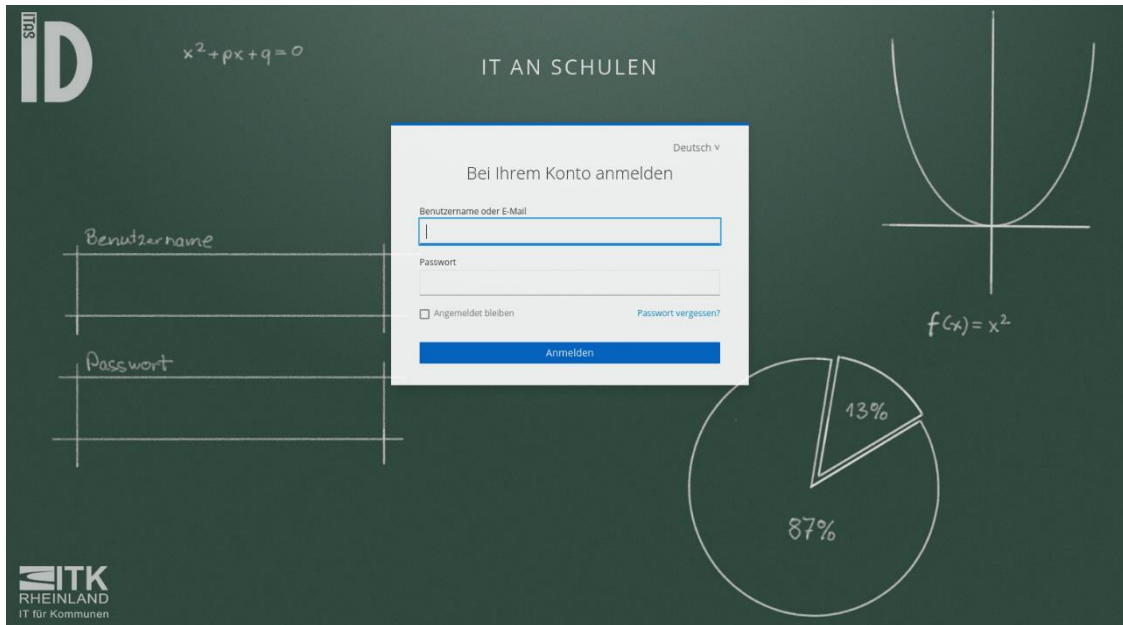 ITAS
ID
x²+px+q=0
IT AN SCHULEN
Deutsch
Bei Ihrem Konto anmelden
Benutzername oder E-Mail
Passwort
Angemeldet bleiben
Passwort vergessen?
Anmelden
Benutzername
Passwort
f(x)=x²
13%
87%
ITK
RHEINLAND
IT für Kommunen